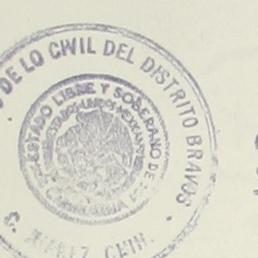 DE LO CIVIL DEL DISTRITO BRAVOS
ESTADO LIBRE Y SOBERANO DE
ESTADOS UNIDOS MEXICANOS
CHIHUAHUA
C. JUAREZ CHIH.